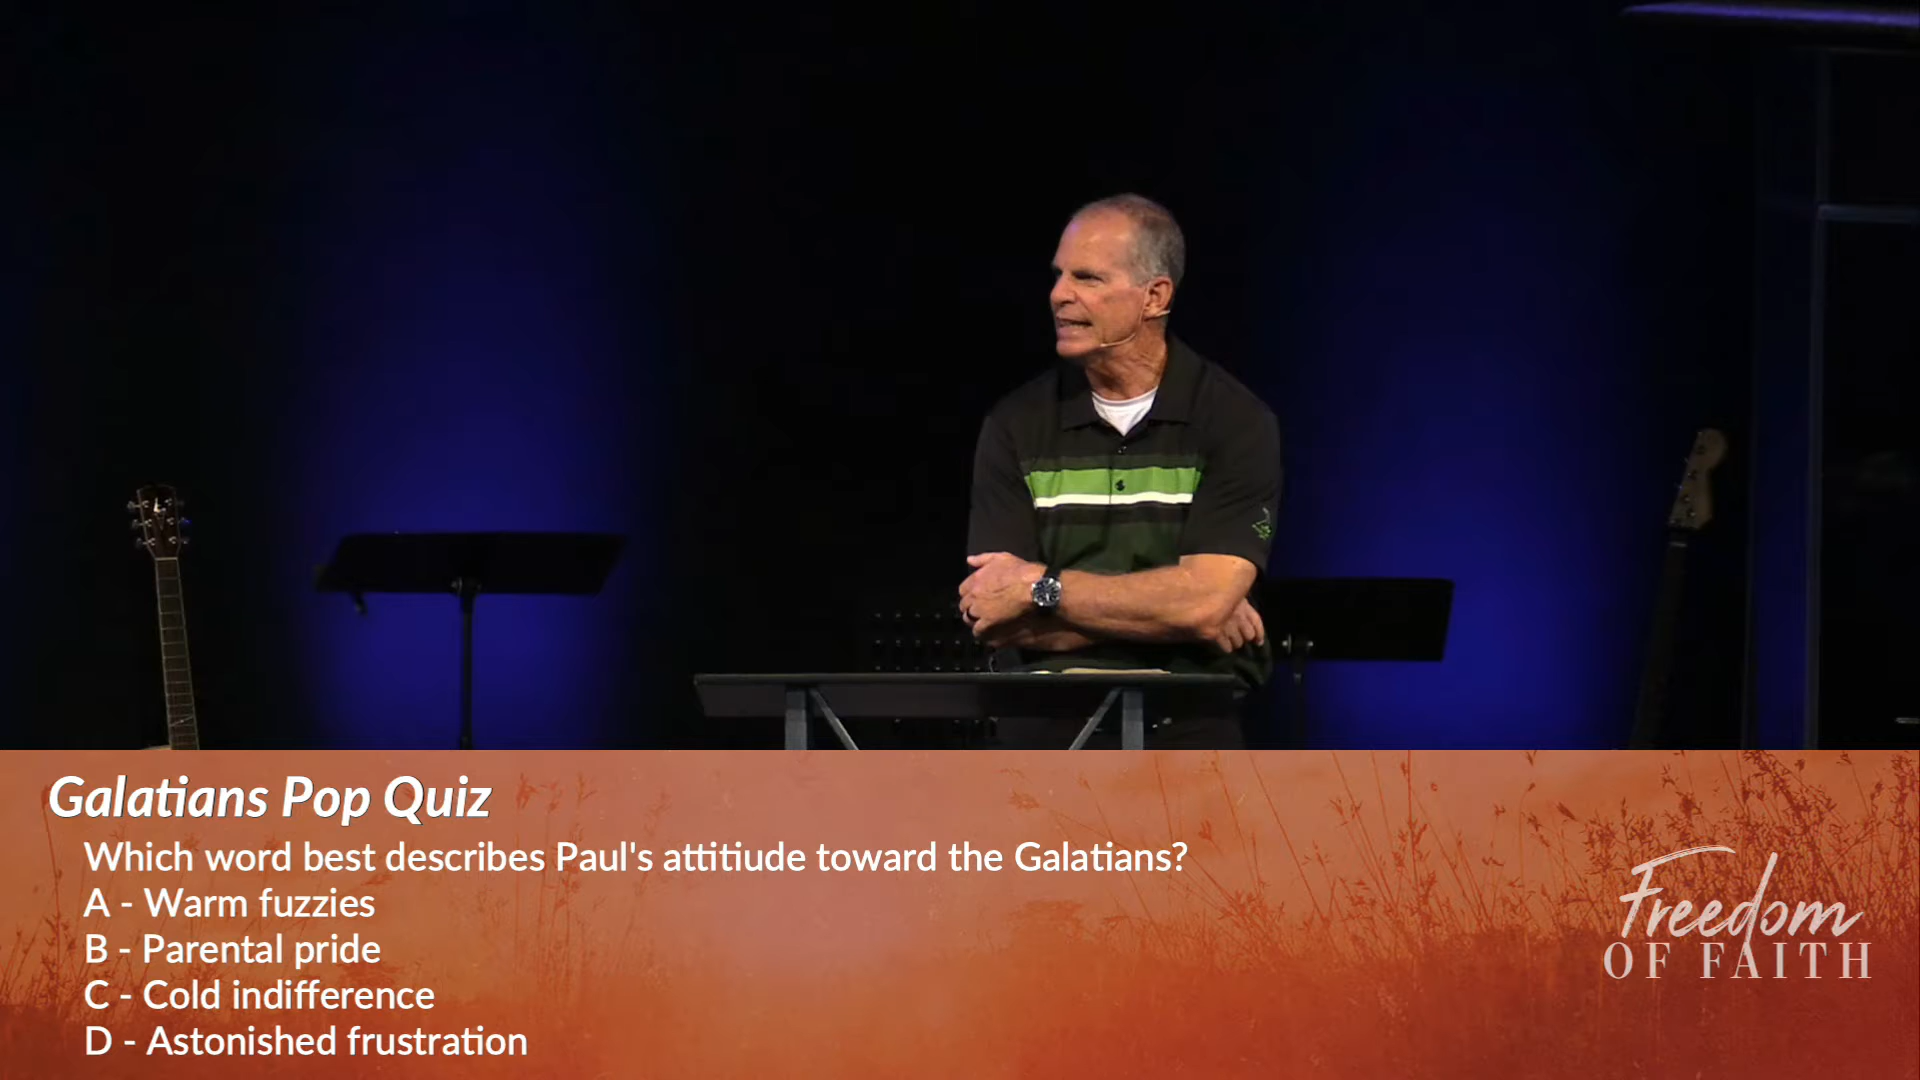 Galatians Pop Quiz
Which word best describes Paul's attitiude toward the Galatians?
A - Warm fuzzies
B - Parental pride
C - Cold indifference
D - Astonished frustration
Freedom
OF FAITH